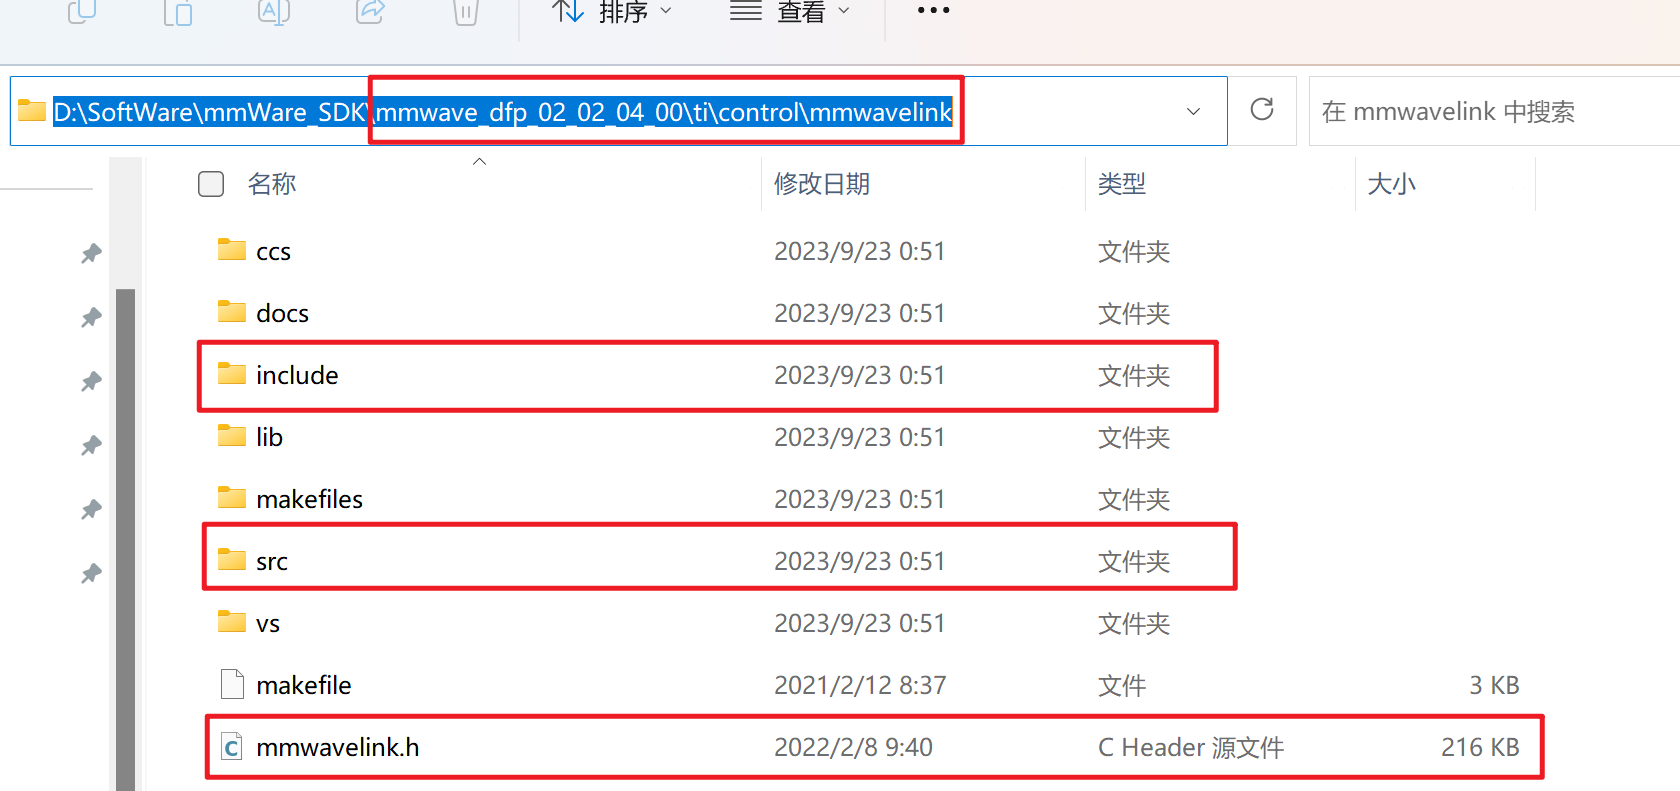 排序 查看
D:\SoftWare\mmWare_SDK\mmwave_dfp_02_02_04_00\ti\control\mmwavelink 在 mmwavelink 中搜索
名称 修改日期 类型 大小
ccs 2023/9/23 0:51 文件夹
docs 2023/9/23 0:51 文件夹
include 2023/9/23 0:51 文件夹
lib 2023/9/23 0:51 文件夹
makefiles 2023/9/23 0:51 文件夹
src 2023/9/23 0:51 文件夹
vs 2023/9/23 0:51 文件夹
makefile 2021/2/12 8:37 文件 3 KB
mmwavelink.h 2022/2/8 9:40 C Header 源文件 216 KB